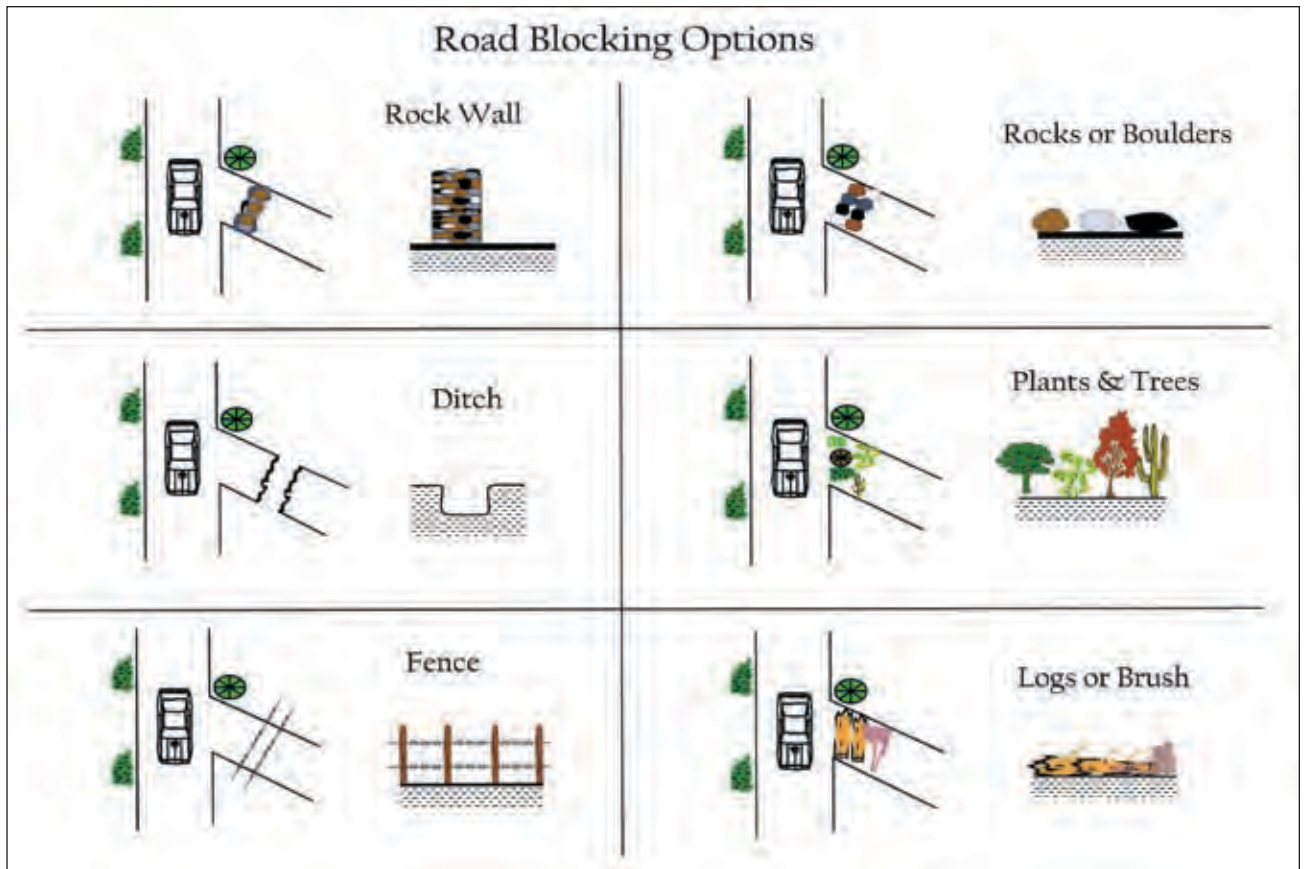 Road Blocking Options
Rock Wall
Rocks or Boulders
Ditch
Plants & Trees
Fence
Logs or Brush